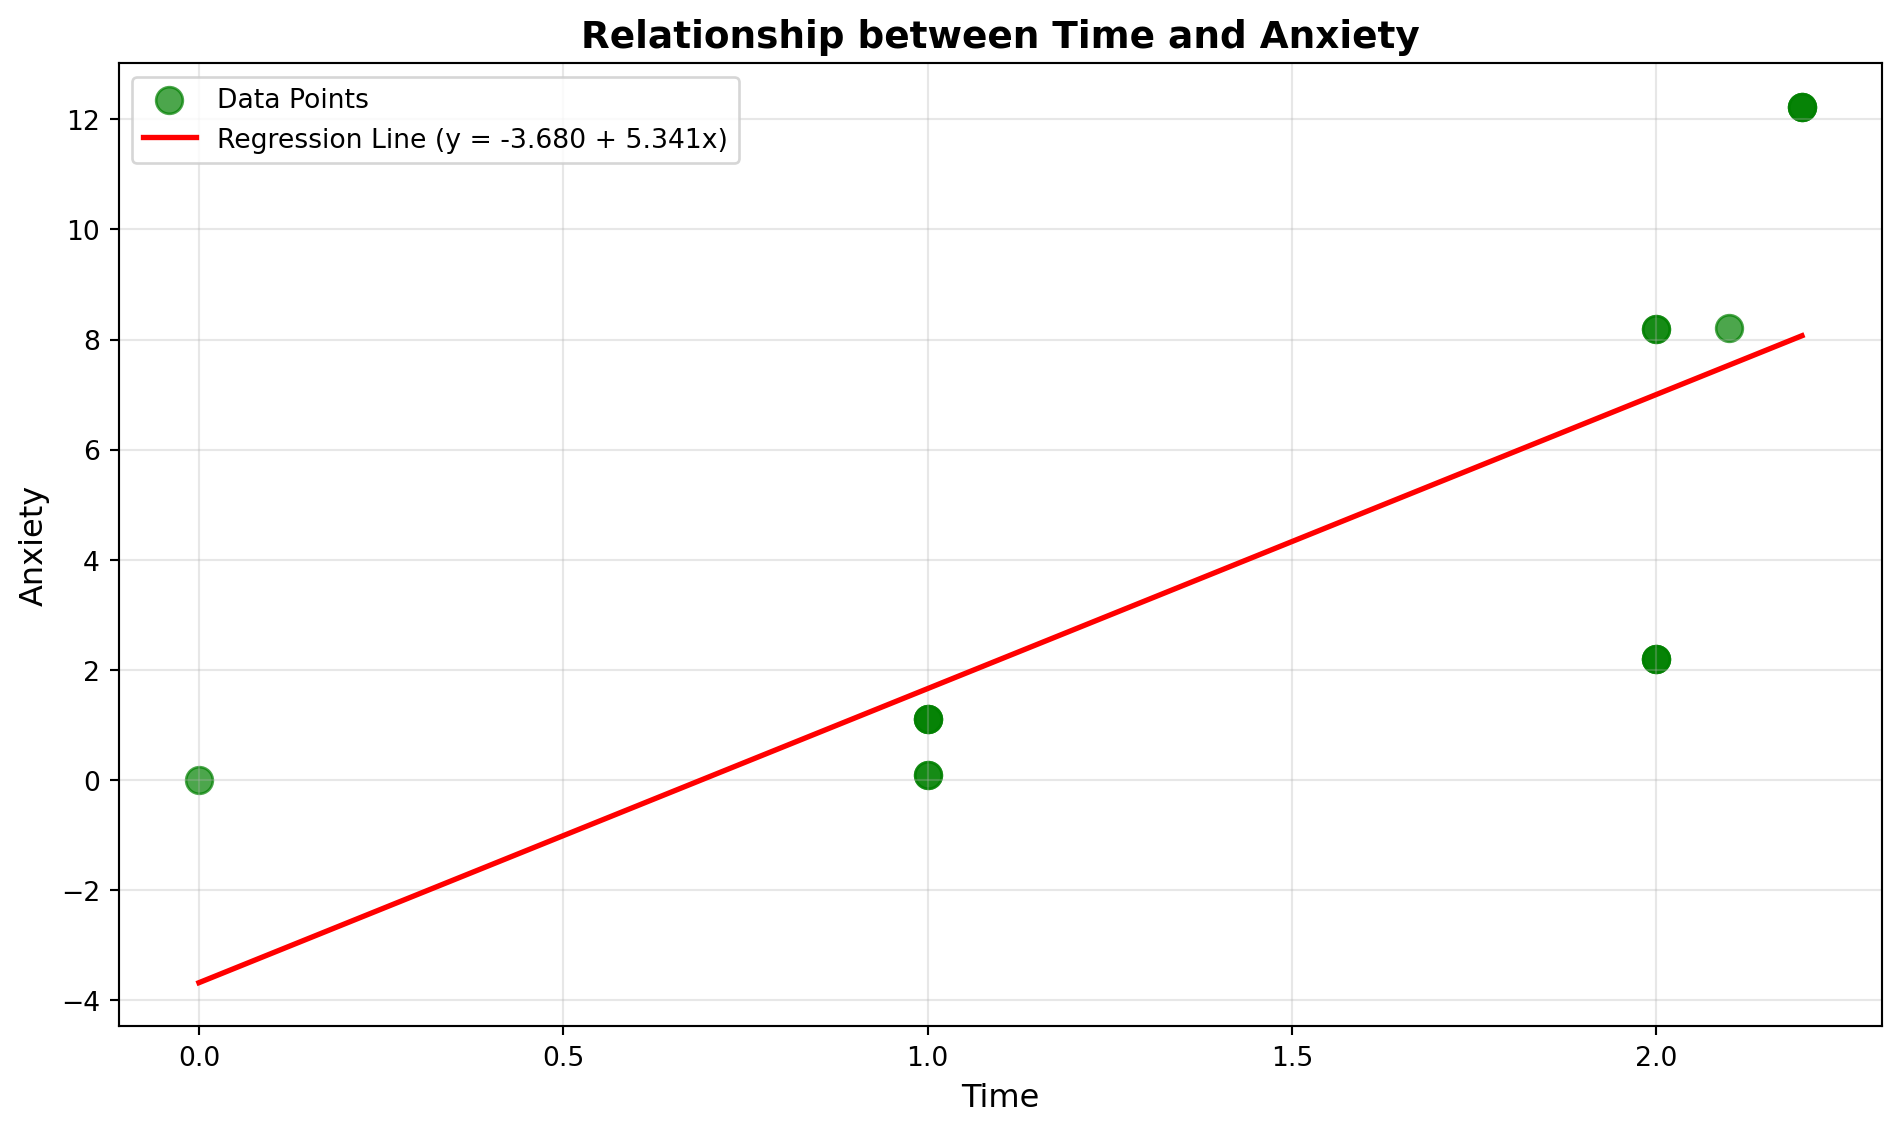 Relationship between Time and Anxiety
Data Points
Regression Line (y = -3.680 + 5.341x)
12
10
8
6
4
2
0
−2
−4
Anxiety
0.0 0.5 1.0 1.5 2.0
Time